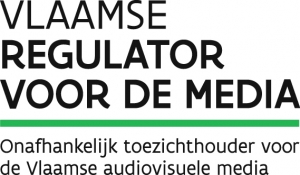 VLAAMSE
REGULATOR
VOOR DE MEDIA
Onafhankelijk toezichthouder voor
de Vlaamse audiovisuele media